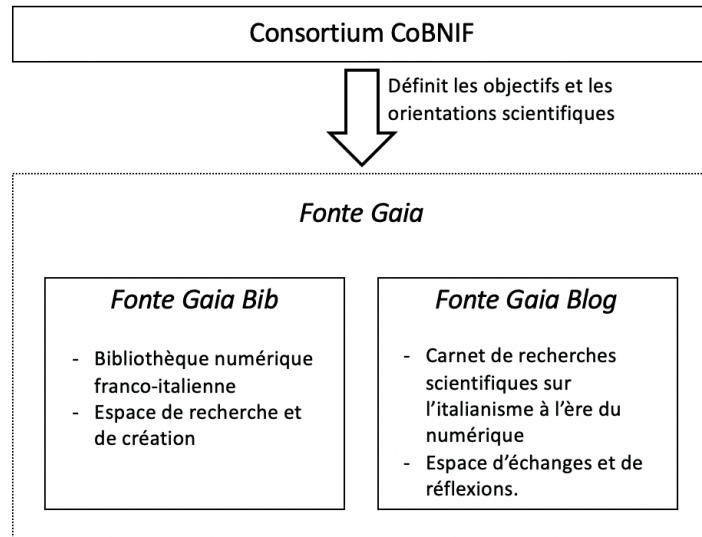 Consortium CoBNIF
Définit les objectifs et les
orientations scientifiques
Fonte Gaia
Fonte Gaia Bib
- Bibliothèque numérique
franco-italienne
- Espace de recherche et
de création
Fonte Gaia Blog
- Carnet de recherches
scientifiques sur
l’italianisme à l’ère du
numérique
- Espace d’échanges et de
réflexions.